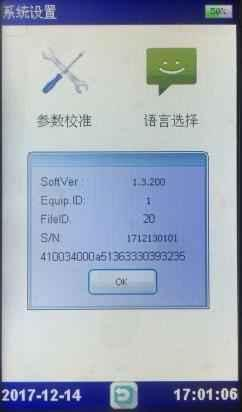 系统设置 50%
参数校准 语言选择
SoftVer : 1.3.200
Equip.ID: 1
FileID. 20
S/N: 1712130101
410034000a51363330393235
OK
2017-12-14 17:01:06